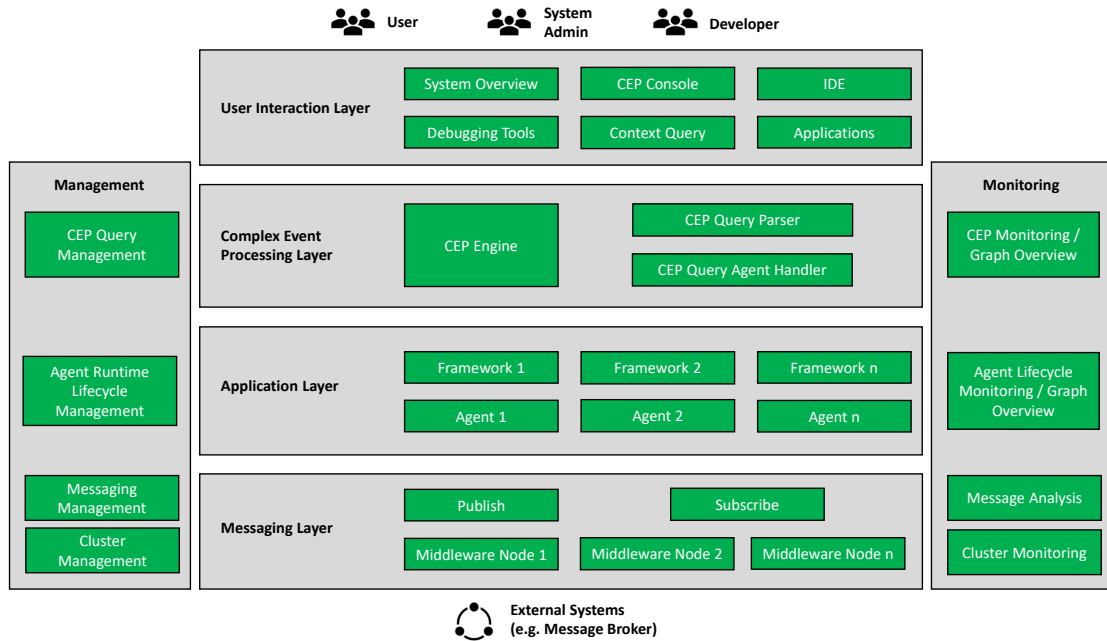 User
System
Admin
Developer
User Interaction Layer
System Overview
CEP Console
IDE
Debugging Tools
Context Query
Applications
Management
CEP Query
Management
Agent Runtime
Lifecycle
Management
Messaging
Management
Cluster
Management
Complex Event
Processing Layer
CEP Engine
CEP Query Parser
CEP Query Agent Handler
Application Layer
Framework 1
Framework 2
Framework n
Agent 1
Agent 2
Agent n
Messaging Layer
Publish
Subscribe
Middleware Node 1
Middleware Node 2
Middleware Node n
Monitoring
CEP Monitoring /
Graph Overview
Agent Lifecycle
Monitoring / Graph
Overview
Message Analysis
Cluster Monitoring
External Systems
(e.g. Message Broker)